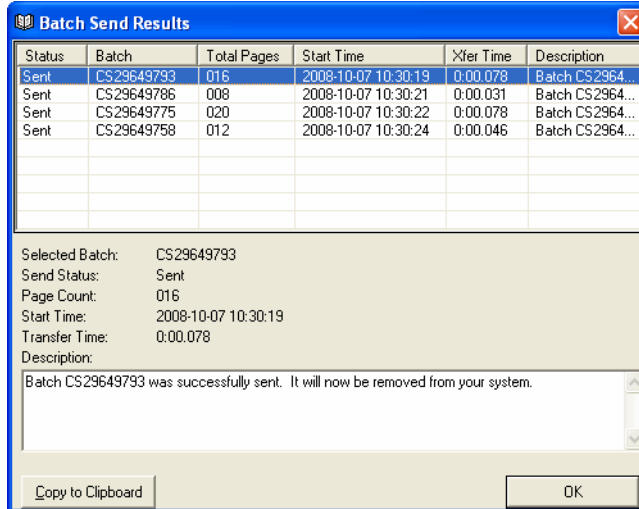 Batch Send Results
Status Batch Total Pages Start Time Xfer Time Description
Sent CS29649793 016 2008-10-07 10:30:19 0:00.078 Batch CS2964...
Sent CS29649786 008 2008-10-07 10:30:21 0:00.031 Batch CS2964...
Sent CS29649775 020 2008-10-07 10:30:22 0:00.078 Batch CS2964...
Sent CS29649758 012 2008-10-07 10:30:24 0:00.046 Batch CS2964...
Selected Batch: CS29649793
Send Status: Sent
Page Count: 016
Start Time: 2008-10-07 10:30:19
Transfer Time: 0:00.078
Description:
Batch CS29649793 was successfully sent.  It will now be removed from your system.
Copy to Clipboard OK